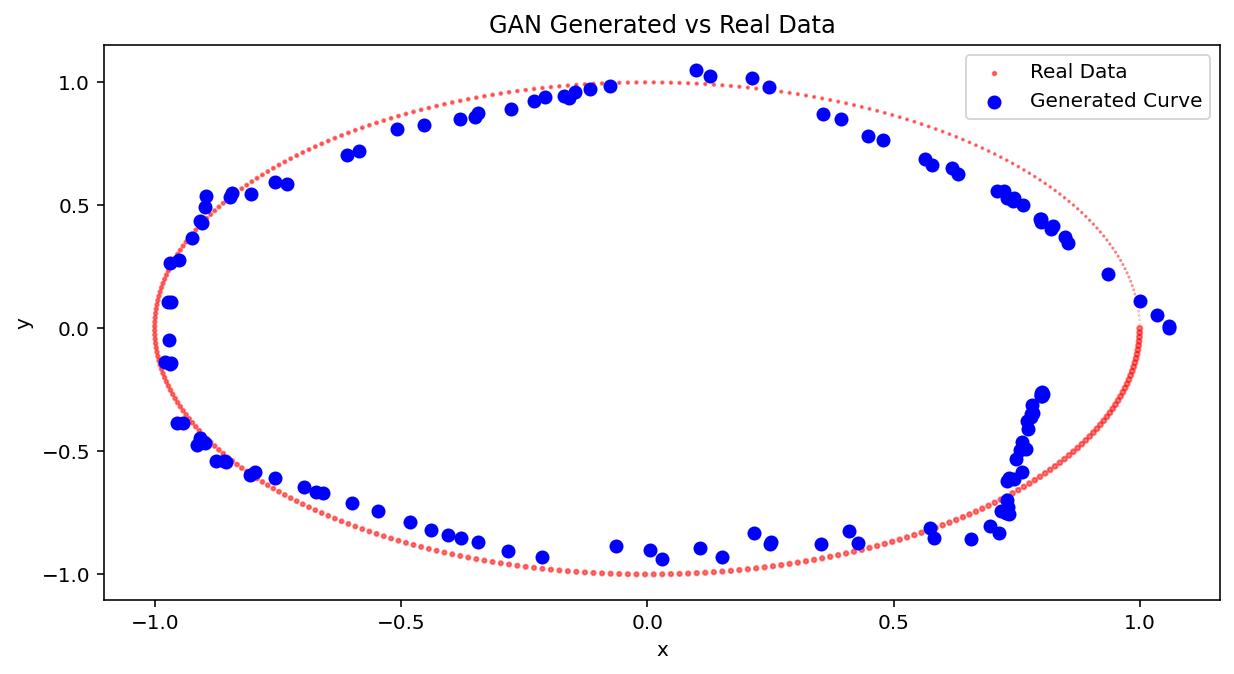 GAN Generated vs Real Data
Real Data
Generated Curve
1.0
0.5
0.0
−0.5
−1.0
y
−1.0 −0.5 0.0 0.5 1.0
x